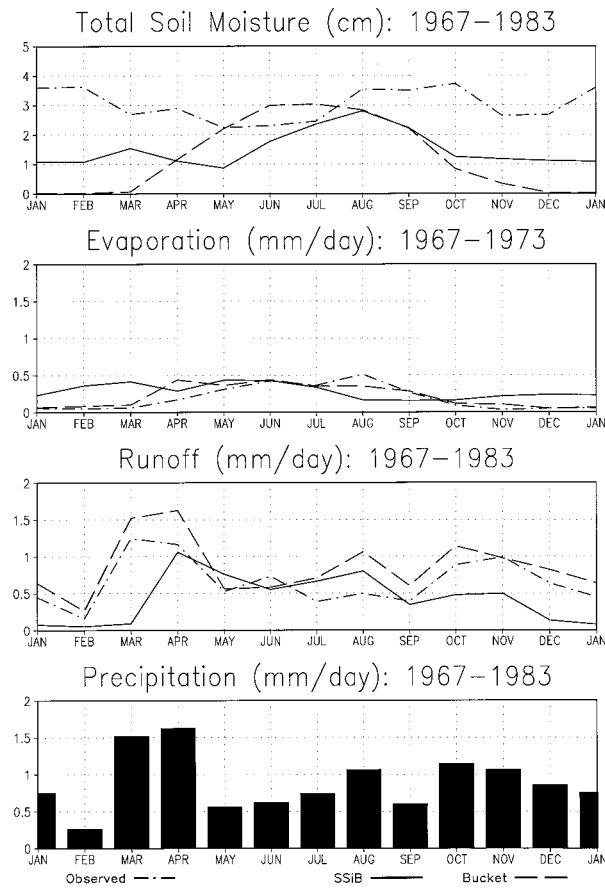 Total Soil Moisture (cm): 1967-1983
5
4
3
2
1
0
JAN FEB MAR APR MAY JUN JUL AUG SEP OCT NOV DEC JAN
Evaporation (mm/day): 1967-1973
2
1.5
1
0.5
0
JAN FEB MAR APR MAY JUN JUL AUG SEP OCT NOV DEC JAN
Runoff (mm/day): 1967-1983
2
1.5
1
0.5
0
JAN FEB MAR APR MAY JUN JUL AUG SEP OCT NOV DEC JAN
Precipitation (mm/day): 1967-1983
2
1.5
1
0.5
0
JAN FEB MAR APR MAY JUN JUL AUG SEP OCT NOV DEC JAN
Observed SSiB Bucket